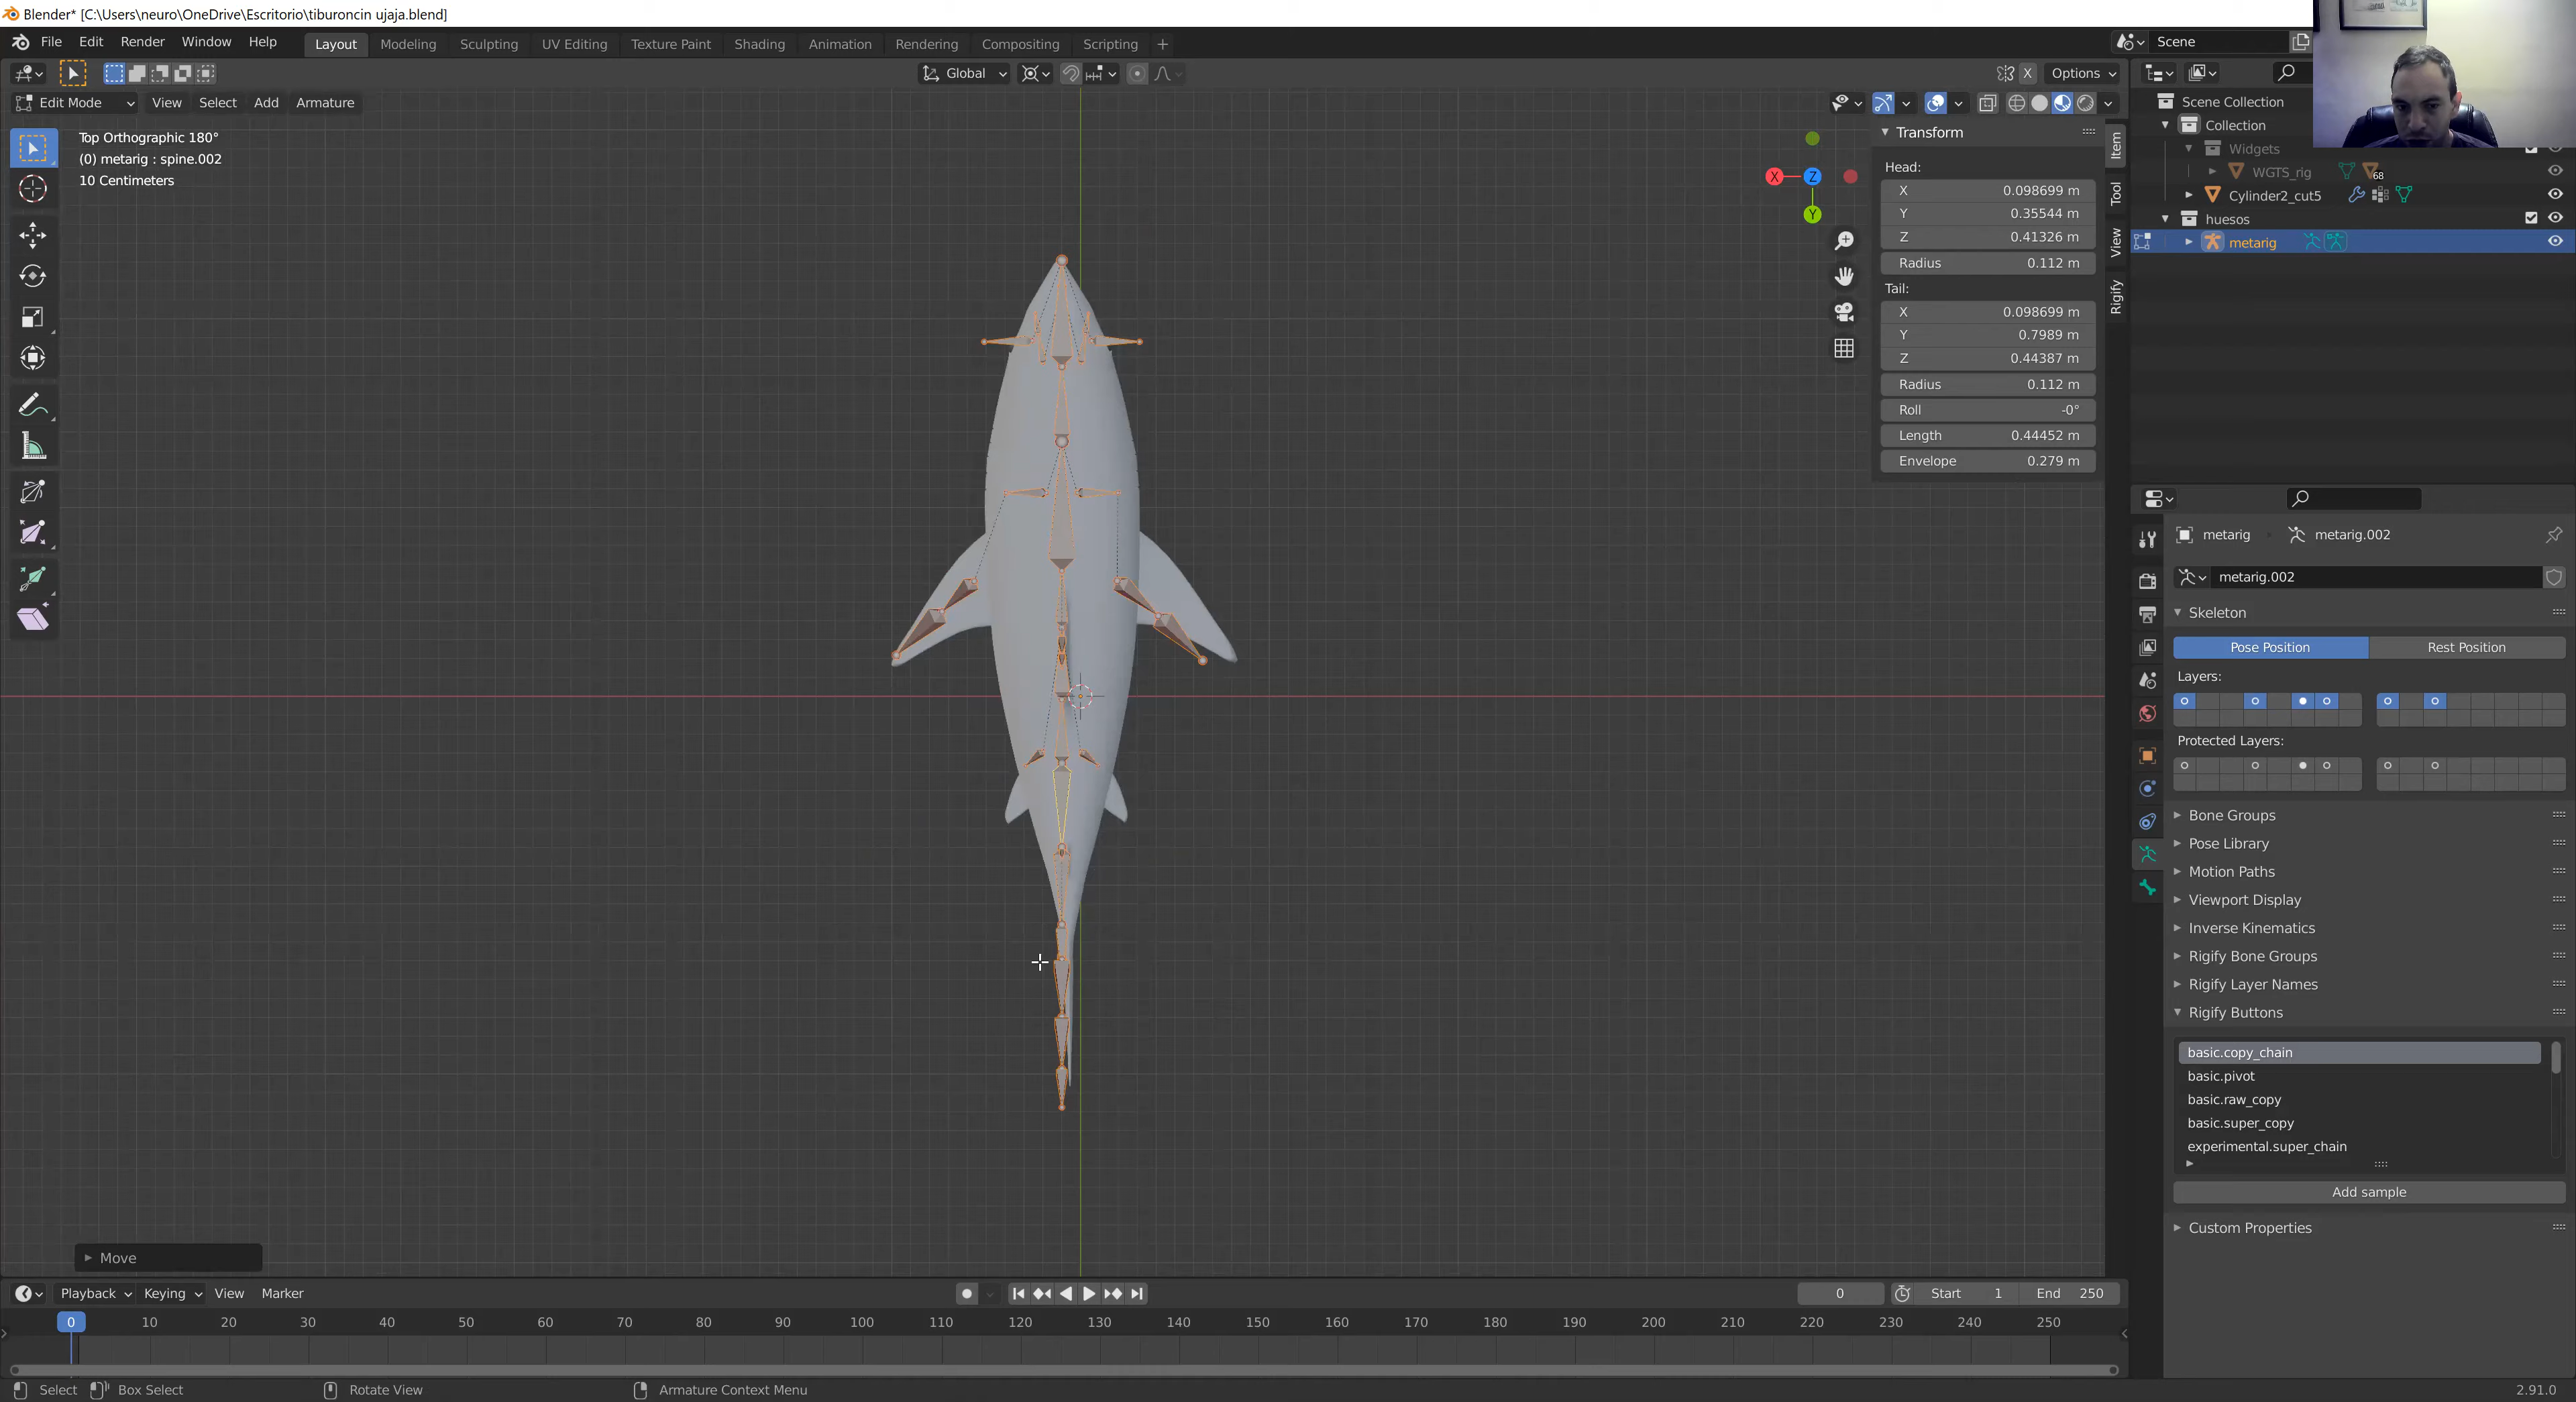 Blender* [C:\Users\neuro\OneDrive\Escritorio\tiburoncin ujaja.blend]
File Edit Render Window Help Layout Modeling Sculpting UV Editing Texture Paint Shading Animation Rendering Compositing Scripting + Scene
Global X Options
Edit Mode View Select Add Armature
Top Orthographic 180°
(0) metarig : spine.002
10 Centimeters
X Z Y
Transform
Head:
X 0.098699 m
Y 0.35544 m
Z 0.41326 m
Radius 0.112 m
Tail:
X 0.098699 m
Y 0.7989 m
Z 0.44387 m
Radius 0.112 m
Roll -0°
Length 0.44452 m
Envelope 0.279 m
Item
Tool
View
Rigify
Scene Collection
Collection
Widgets
WGTS_rig 68
Cylinder2_cut5
huesos
metarig
metarig metarig.002
metarig.002
Skeleton
Pose Position Rest Position
Layers:
Protected Layers:
Bone Groups
Pose Library
Motion Paths
Viewport Display
Inverse Kinematics
Rigify Bone Groups
Rigify Layer Names
Rigify Buttons
basic.copy_chain
basic.pivot
basic.raw_copy
basic.super_copy
experimental.super_chain
Add sample
Custom Properties
Move
Playback Keying View Marker 0 Start 1 End 250
0 10 20 30 40 50 60 70 80 90 100 110 120 130 140 150 160 170 180 190 200 210 220 230 240 250
Select Box Select Rotate View Armature Context Menu 2.91.0